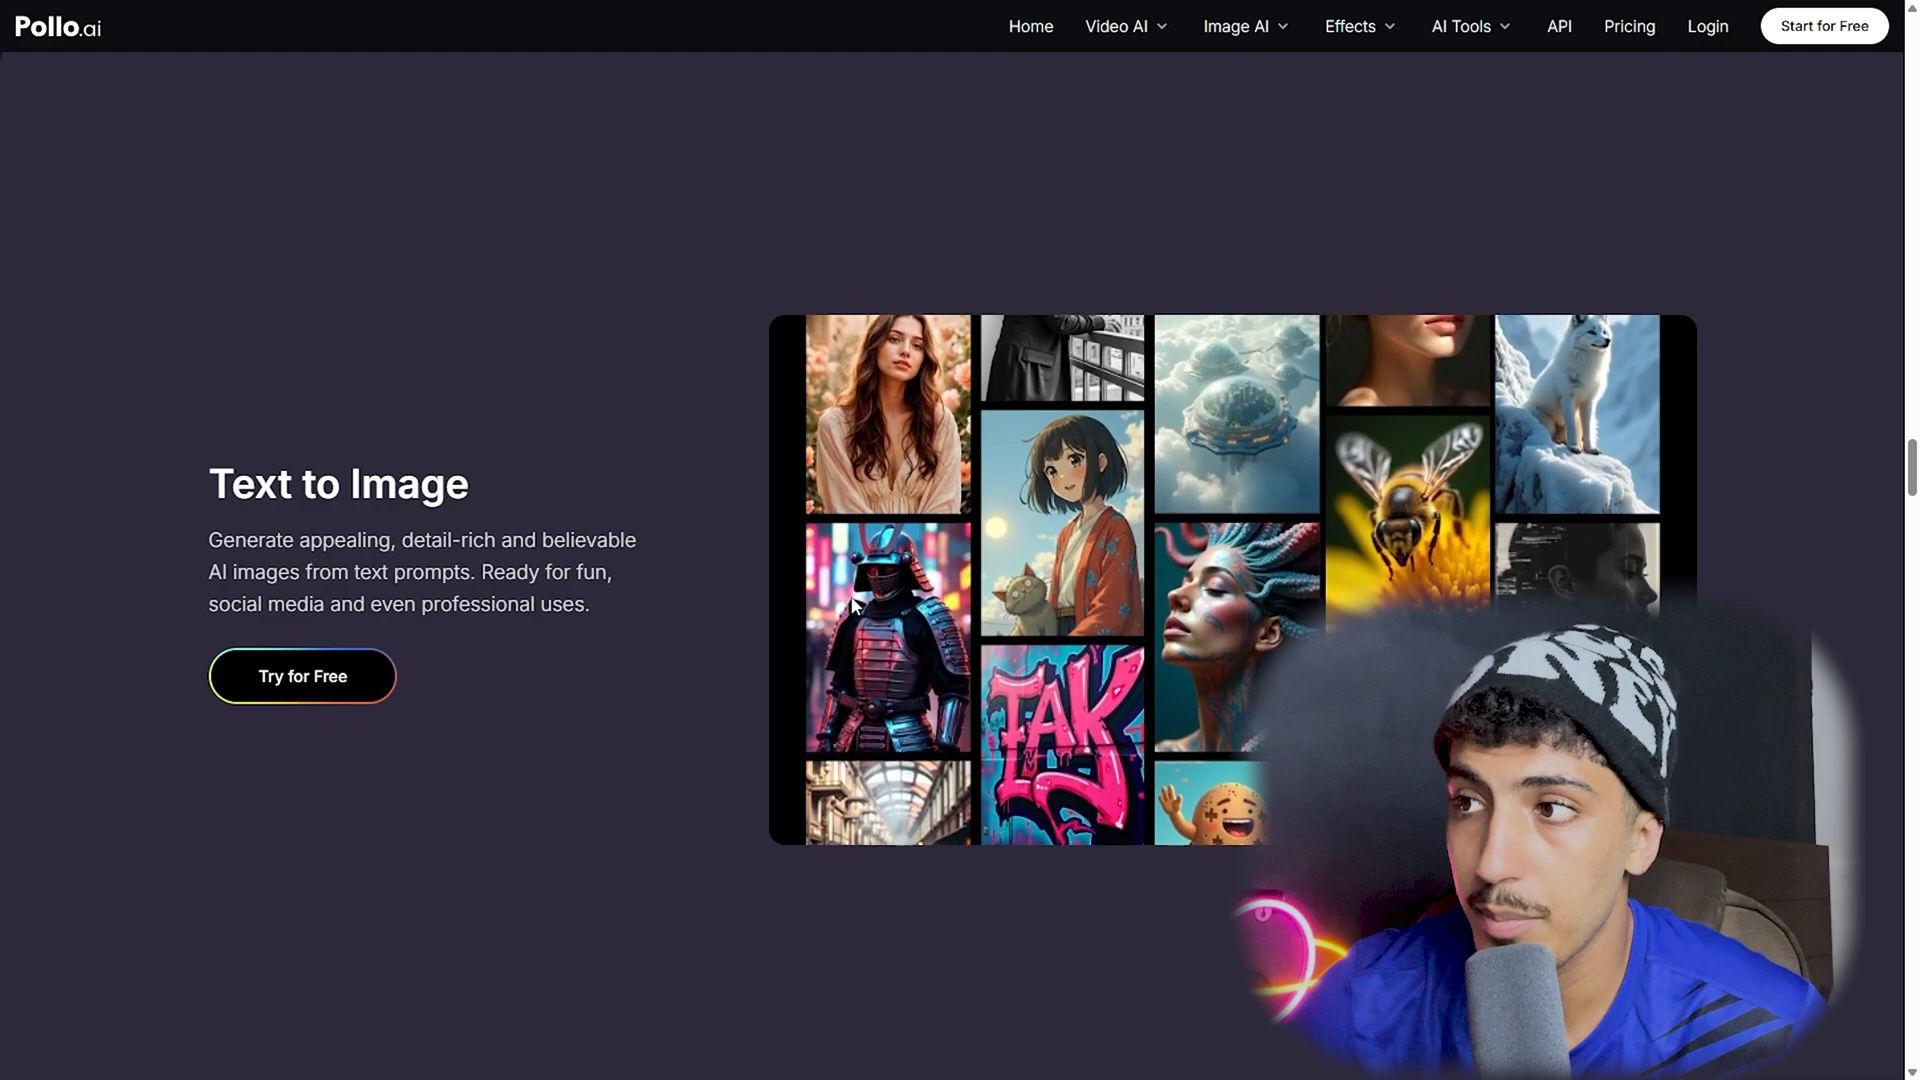 Pollo.ai
Home Video AI Image AI Effects AI Tools API Pricing Login Start for Free
Text to Image
Generate appealing, detail-rich and believable
AI images from text prompts. Ready for fun,
social media and even professional uses.
Try for Free
TAK